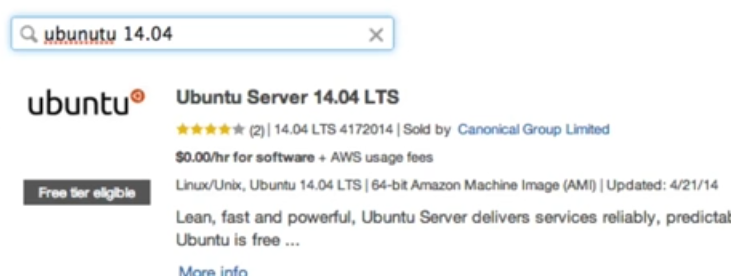 ubunutu 14.04
ubuntu
Ubuntu Server 14.04 LTS
(2) | 14.04 LTS 4172014 | Sold by Canonical Group Limited
$0.00/hr for software + AWS usage fees
Free tier eligible
Linux/Unix, Ubuntu 14.04 LTS | 64-bit Amazon Machine Image (AMI) | Updated: 4/21/14
Lean, fast and powerful, Ubuntu Server delivers services reliably, predictab
Ubuntu is free ...
More info